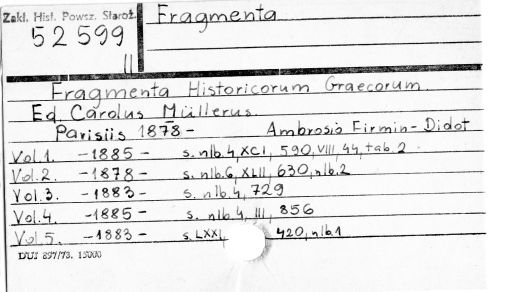 Zakł. Hist. Powsz. Staroż.
52 599
II
Fragmenta
Fragmenta Historicorum Graecorum.
Ed. Carolus Müllerus.
Parisiis 1878- Ambrosio Firmin-Didot
Vol.1. -1885- s. nlb.4, XCI, 590, VIII, 44, tab. 2
Vol.2. -1878- s. nlb.6, XLII, 630, nlb.2
Vol.3. -1883- s. nlb.4, 729
Vol.4. -1885- s. nlb.4, III, 856
Vol.5. -1883- s. LXXI, 420, nlb.1
DUJ 897/73. 15000